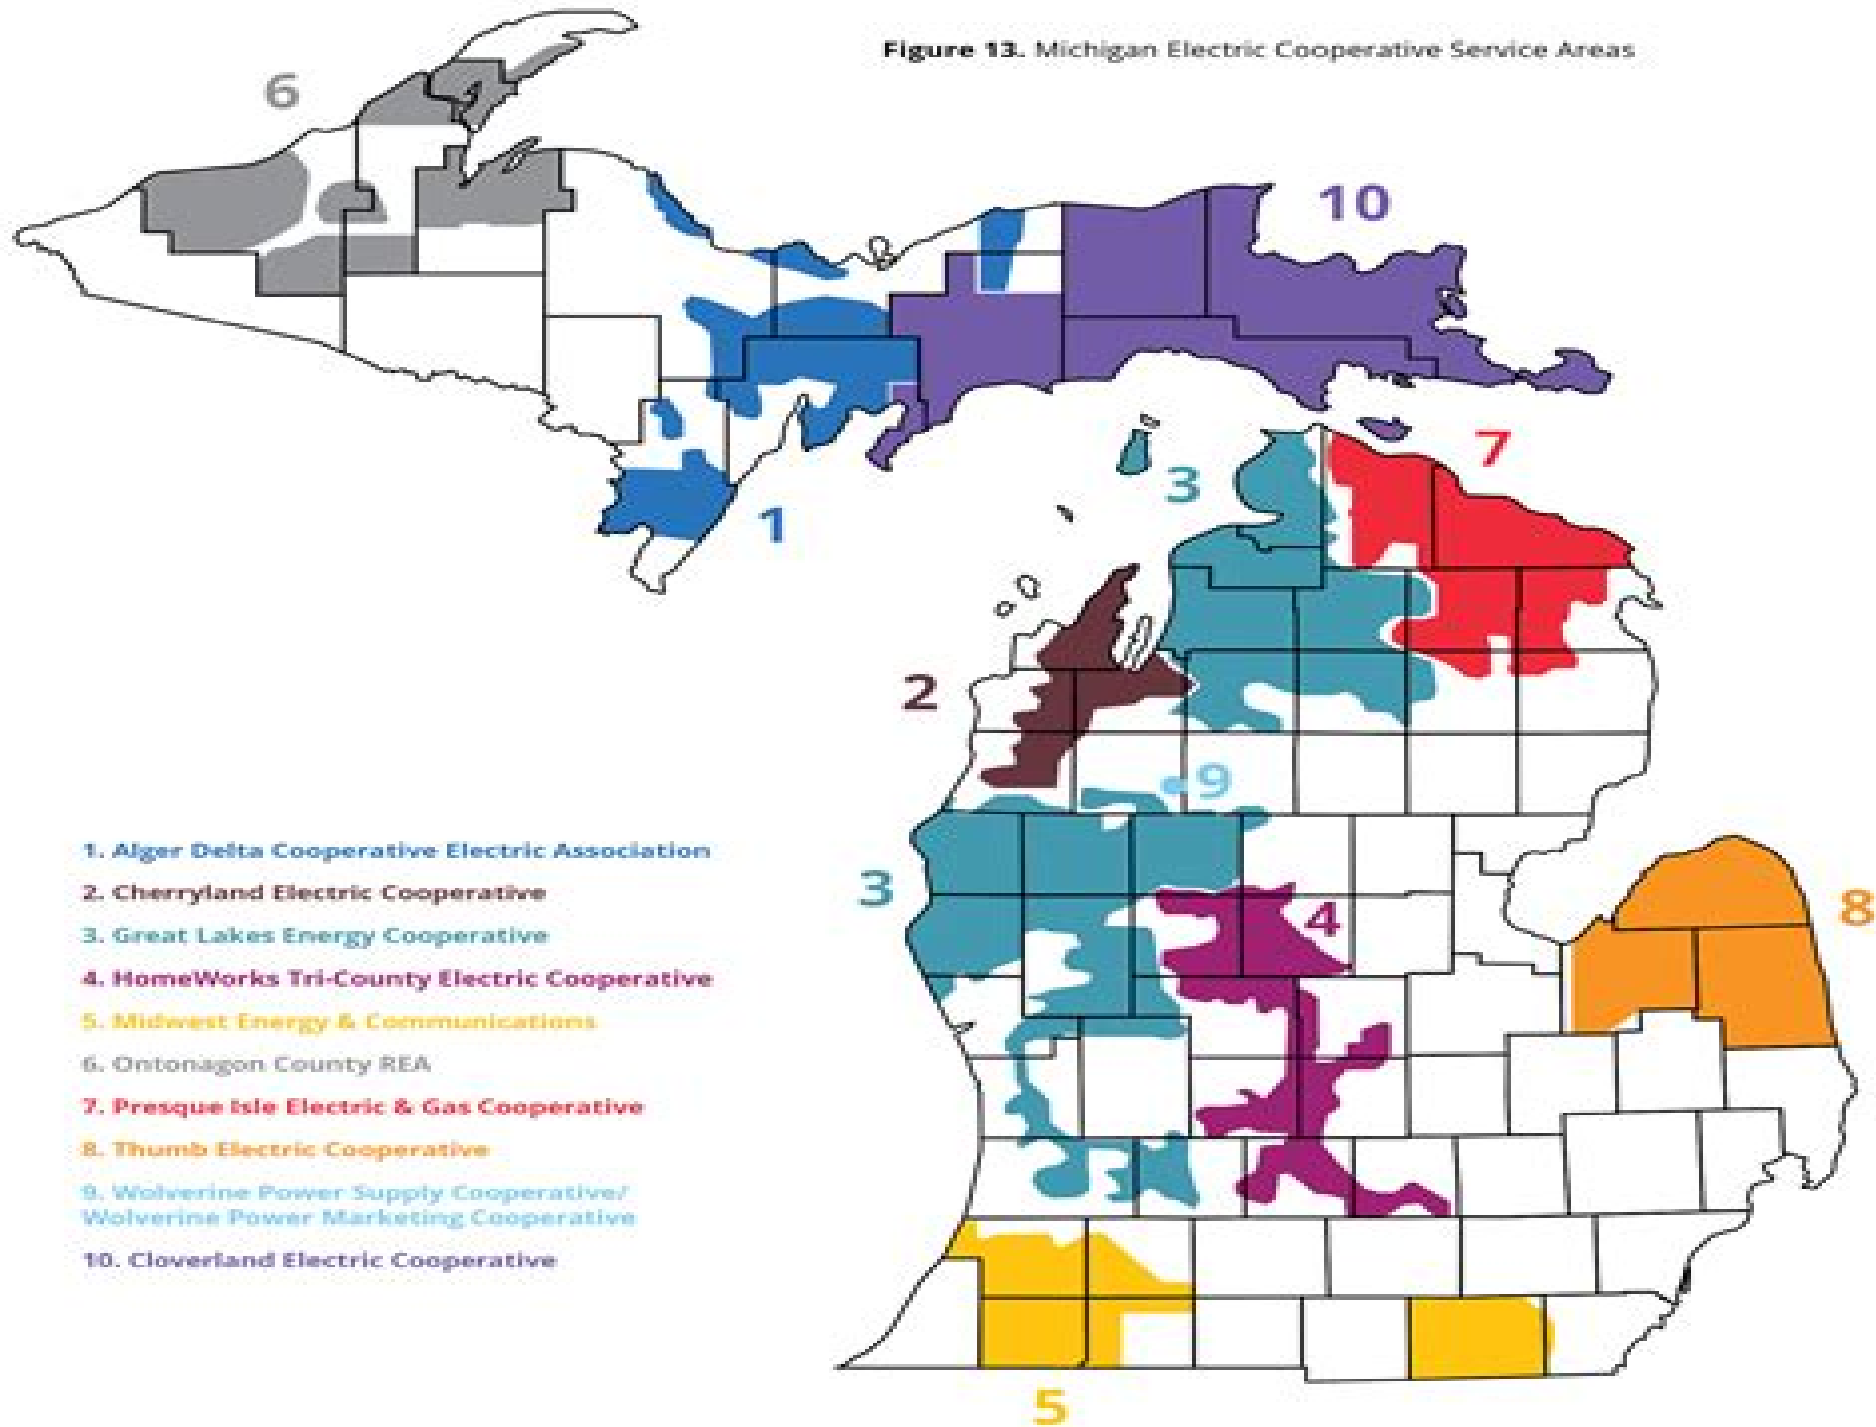 Figure 13. Michigan Electric Cooperative Service Areas
6
10
7
3
1
2
9
3
4
8
1. Alger Delta Cooperative Electric Association
2. Cherryland Electric Cooperative
3. Great Lakes Energy Cooperative
4. HomeWorks Tri-County Electric Cooperative
5. Midwest Energy & Communications
6. Ontonagon County REA
7. Presque Isle Electric & Gas Cooperative
8. Thumb Electric Cooperative
9. Wolverine Power Supply Cooperative/
Wolverine Power Marketing Cooperative
10. Cloverland Electric Cooperative
5